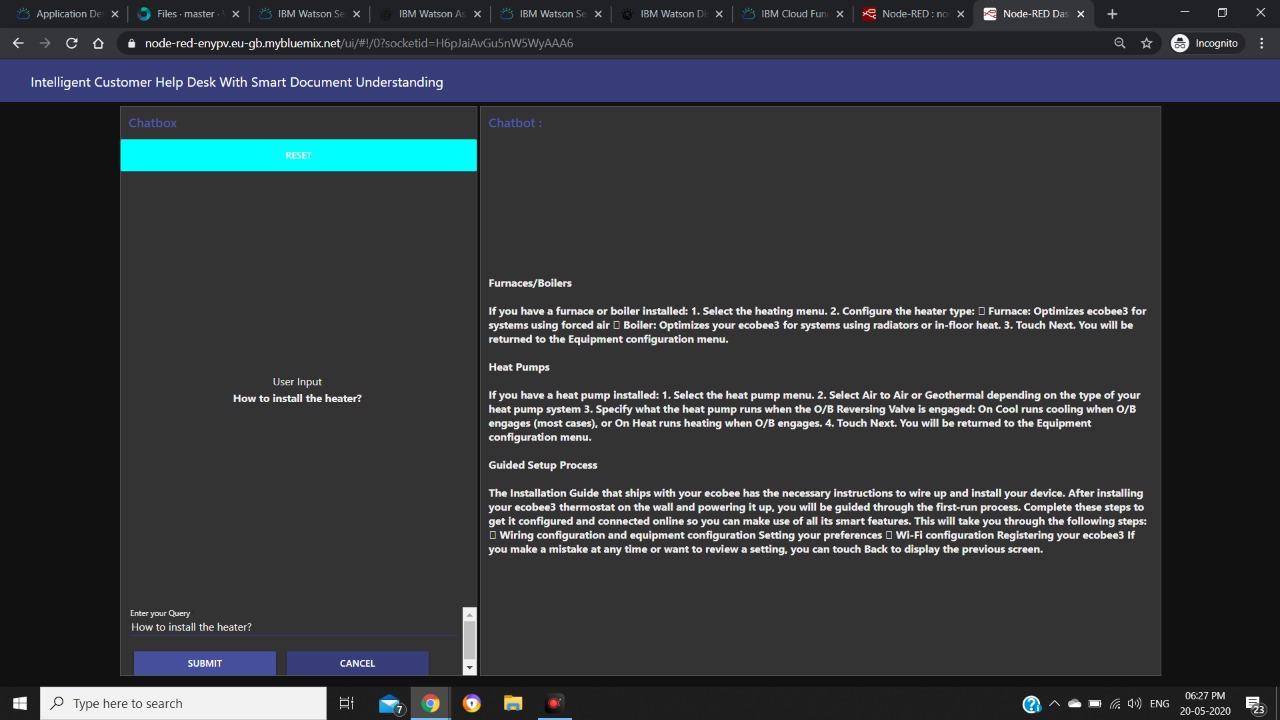 Application De
Files · master ·
IBM Watson Se
IBM Watson As
IBM Watson Se
IBM Watson Di
IBM Cloud Fun
Node-RED : no
Node-RED Das
node-red-enypv.eu-gb.mybluemix.net/ui/#!/0?socketid=H6pJaiAvGu5nW5WyAAA6
Incognito
Intelligent Customer Help Desk With Smart Document Understanding
Chatbox
RESET
User Input
How to install the heater?
Enter your Query
How to install the heater?
SUBMIT
CANCEL
Chatbot :
Furnaces/Boilers
If you have a furnace or boiler installed: 1. Select the heating menu. 2. Configure the heater type: Furnace: Optimizes ecobee3 for
systems using forced air Boiler: Optimizes your ecobee3 for systems using radiators or in-floor heat. 3. Touch Next. You will be
returned to the Equipment configuration menu.
Heat Pumps
If you have a heat pump installed: 1. Select the heat pump menu. 2. Select Air to Air or Geothermal depending on the type of your
heat pump system 3. Specify what the heat pump runs when the O/B Reversing Valve is engaged: On Cool runs cooling when O/B
engages (most cases), or On Heat runs heating when O/B engages. 4. Touch Next. You will be returned to the Equipment
configuration menu.
Guided Setup Process
The Installation Guide that ships with your ecobee has the necessary instructions to wire up and install your device. After installing
your ecobee3 thermostat on the wall and powering it up, you will be guided through the first-run process. Complete these steps to
get it configured and connected online so you can make use of all its smart features. This will take you through the following steps:
Wiring configuration and equipment configuration Setting your preferences Wi-Fi configuration Registering your ecobee3 If
you make a mistake at any time or want to review a setting, you can touch Back to display the previous screen.
Type here to search
7
ENG
06:27 PM
20-05-2020
23